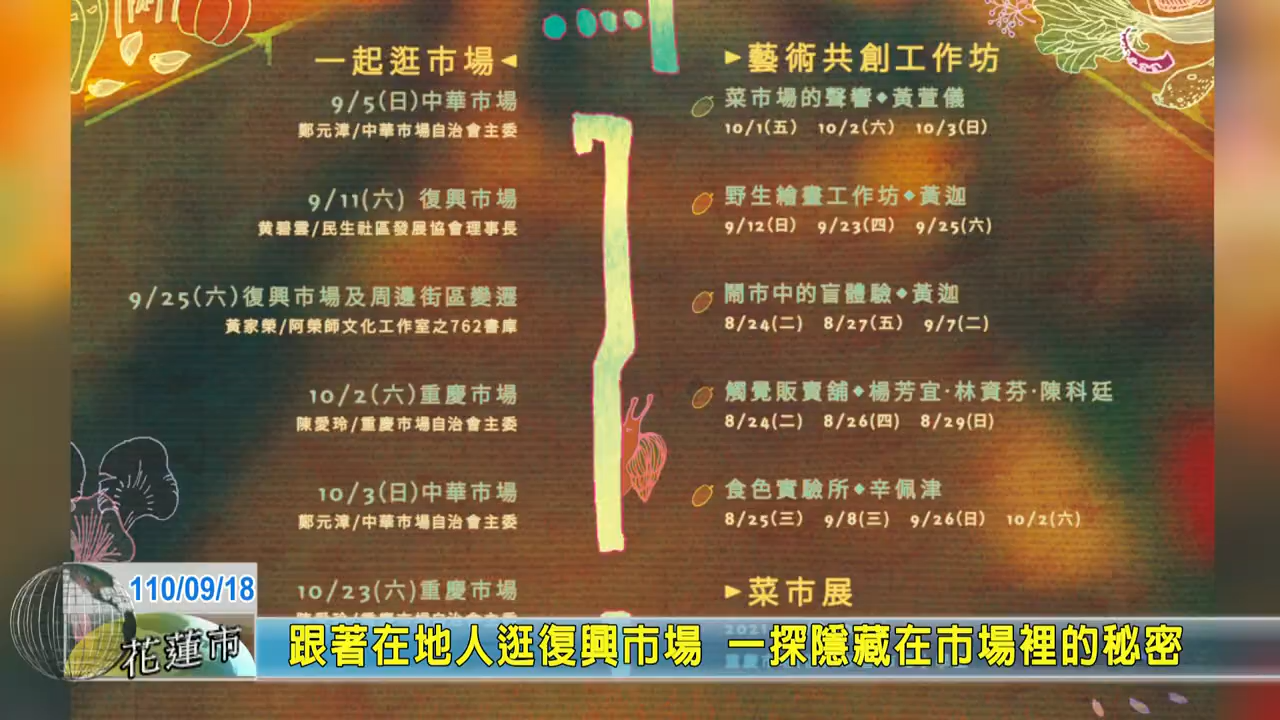 一起逛市場◄
9/5(日)中華市場
鄭元漳/中華市場自治會主委
9/11(六) 復興市場
黃碧雲/民生社區發展協會理事長
9/25(六)復興市場及周邊街區變遷
黃家榮/阿榮師文化工作室之762書庫
10/2(六)重慶市場
陳愛玲/重慶市場自治會主委
10/3(日)中華市場
鄭元漳/中華市場自治會主委
10/23(六)重慶市場
►藝術共創工作坊
菜市場的聲響◆黃萱儀
10/1(五) 10/2(六) 10/3(日)
野生繪畫工作坊◆黃迦
9/12(日) 9/23(四) 9/25(六)
鬧市中的盲體驗◆黃迦
8/24(二) 8/27(五) 9/7(二)
觸覺販賣舖◆楊芳宜·林資芬·陳科廷
8/24(二) 8/26(四) 8/29(日)
食色實驗所◆辛佩津
8/25(三) 9/8(三) 9/26(日) 10/2(六)
►菜市展
110/09/18
花蓮市
跟著在地人逛復興市場 一探隱藏在市場裡的秘密